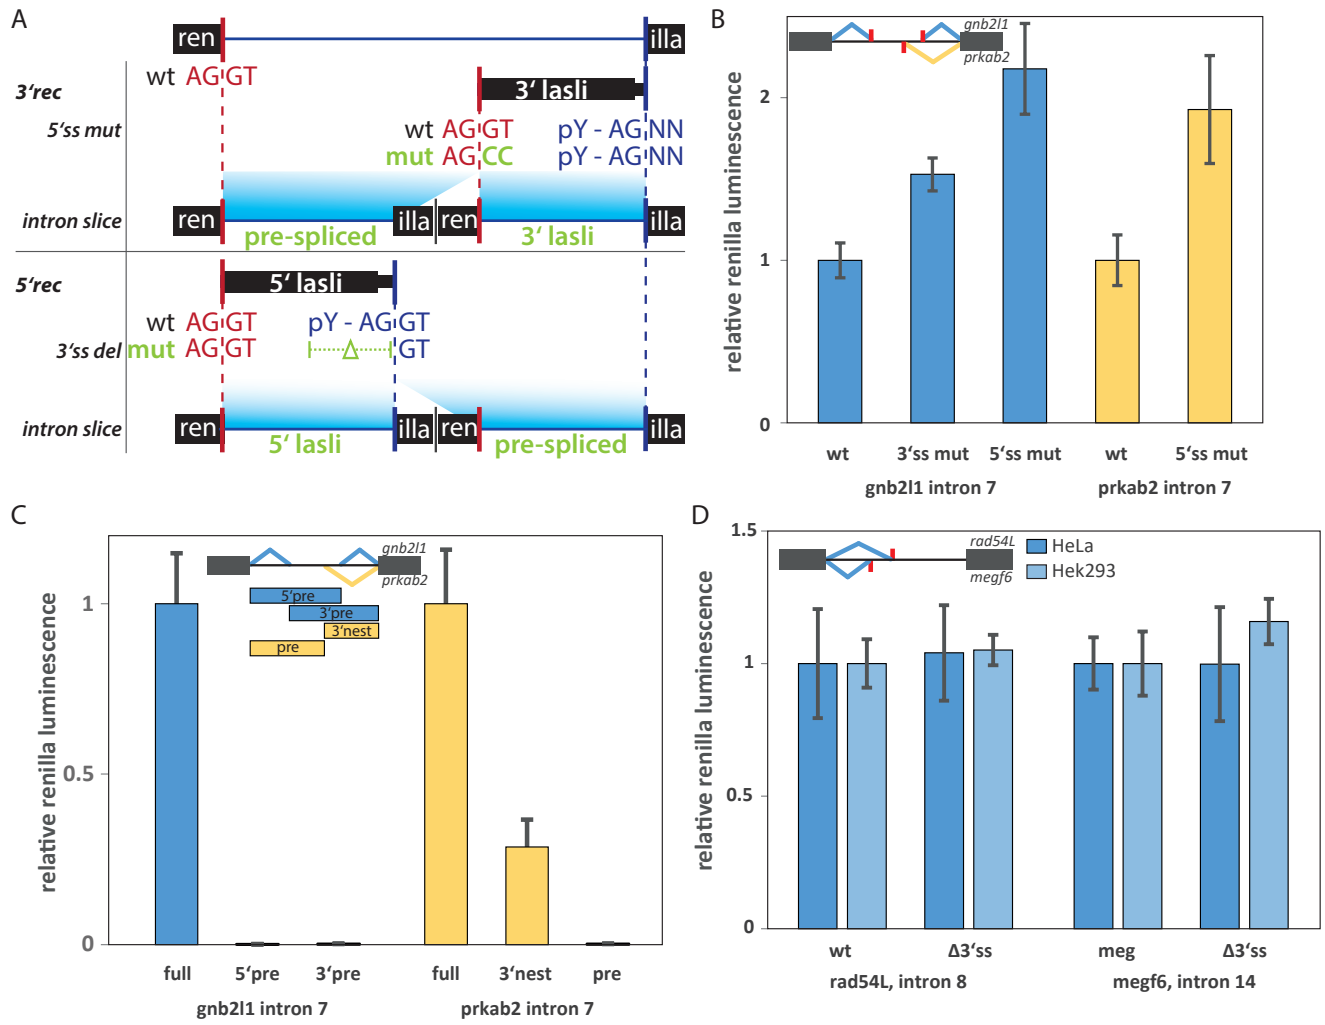 A
ren
illa
wt AG GT
3‘rec
3‘ lasli
5‘ss mut
wt AG GT pY - AG NN
mut AG CC pY - AG NN
intron slice
ren
illa
ren
illa
pre-spliced
3‘ lasli
5‘rec
5‘ lasli
wt AG GT pY - AG GT
3‘ss del
mut AG GT Δ GT
intron slice
ren
illa
ren
illa
5‘ lasli
pre-spliced
B
relative renilla luminescence
2
1
0
gnb2l1
prkab2
wt
3‘ss mut
5‘ss mut
wt
5‘ss mut
gnb2l1 intron 7
prkab2 intron 7
C
relative renilla luminescence
1
0.5
0
gnb2l1
prkab2
5‘pre
3‘pre
3‘nest
pre
full
5‘pre
3‘pre
full
3‘nest
pre
gnb2l1 intron 7
prkab2 intron 7
D
relative renilla luminescence
1.5
1
0.5
0
rad54L
megf6
HeLa
Hek293
wt
Δ3‘ss
meg
Δ3‘ss
rad54L, intron 8
megf6, intron 14